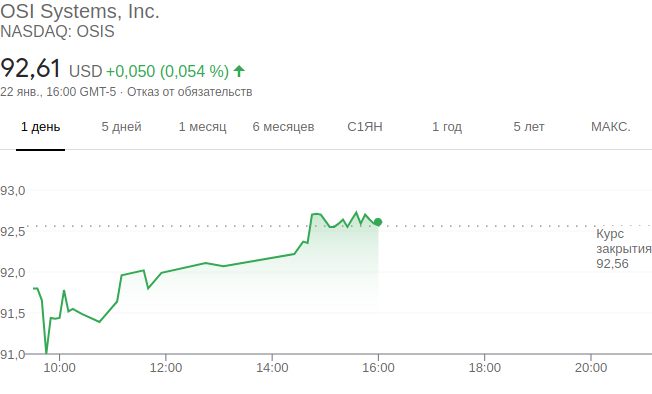 OSI Systems, Inc.
NASDAQ: OSIS
92,61 USD +0,050 (0,054 %)
22 янв., 16:00 GMT-5 · Отказ от обязательств
1 день 5 дней 1 месяц 6 месяцев С1ЯН 1 год 5 лет МАКС.
93,0
92,5
Курс
закрытия
92,56
92,0
91,5
91,0
10:00 12:00 14:00 16:00 18:00 20:00